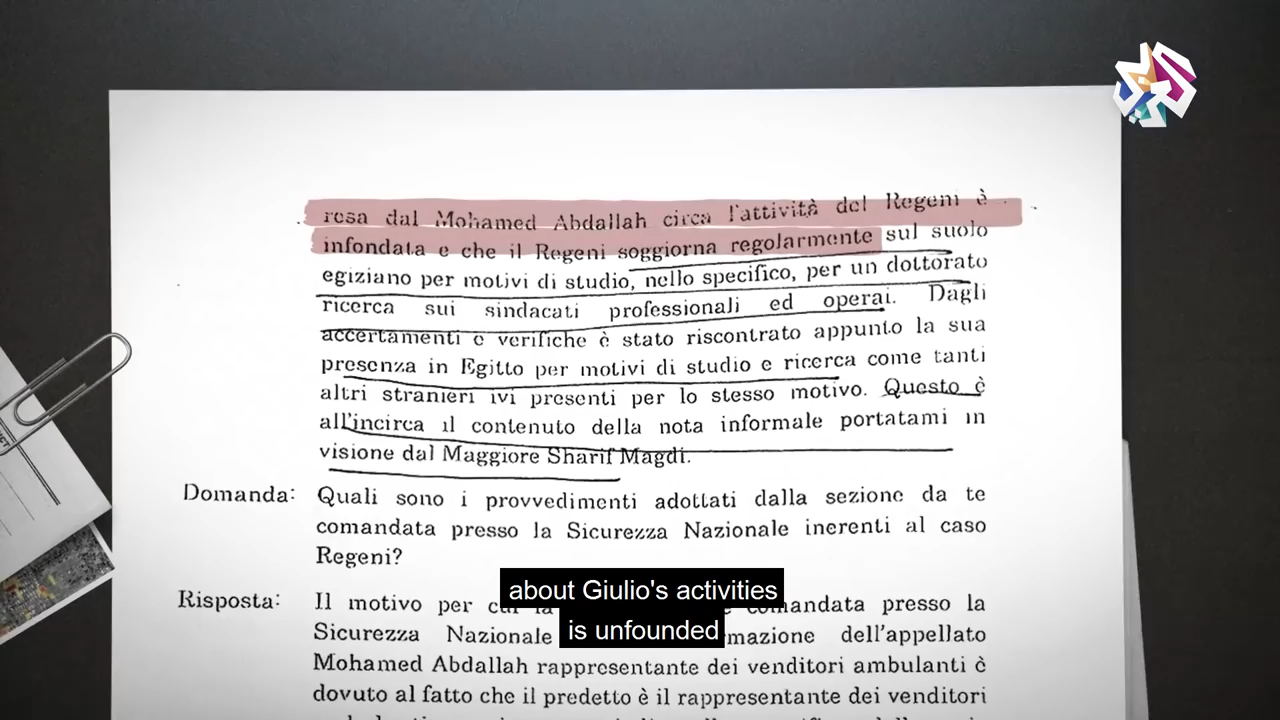 resa dal Mohamed Abdallah circa l'attività del Regeni è
infondata e che il Regeni soggiorna regolarmente sul suolo
egiziano per motivi di studio, nello specifico, per un dottorato
ricerca sui sindacati professionali ed operai. Dagli
accertamenti e verifiche è stato riscontrato appunto la sua
presenza in Egitto per motivi di studio e ricerca come tanti
altri stranieri ivi presenti per lo stesso motivo. Questo è
all'incirca il contenuto della nota informale portatami in
visione dal Maggiore Sharif Magdi.
Domanda: Quali sono i provvedimenti adottati dalla sezione da te
comandata presso la Sicurezza Nazionale inerenti al caso
Regeni?
Risposta: Il motivo per cui la comandata presso la
Sicurezza Nazionale dell'appellato
Mohamed Abdallah rappresentante dei venditori ambulanti è
dovuto al fatto che il predetto è il rappresentante dei venditori
about Giulio's activities
is unfounded